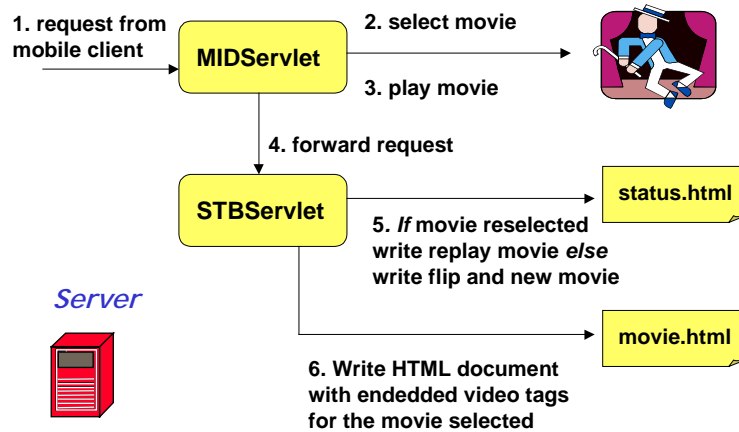 1. request from
mobile client
MIDServlet
2. select movie
3. play movie
4. forward request
STBServlet
status.html
5. If movie reselected
write replay movie else
write flip and new movie
Server
movie.html
6. Write HTML document
with endedded video tags
for the movie selected